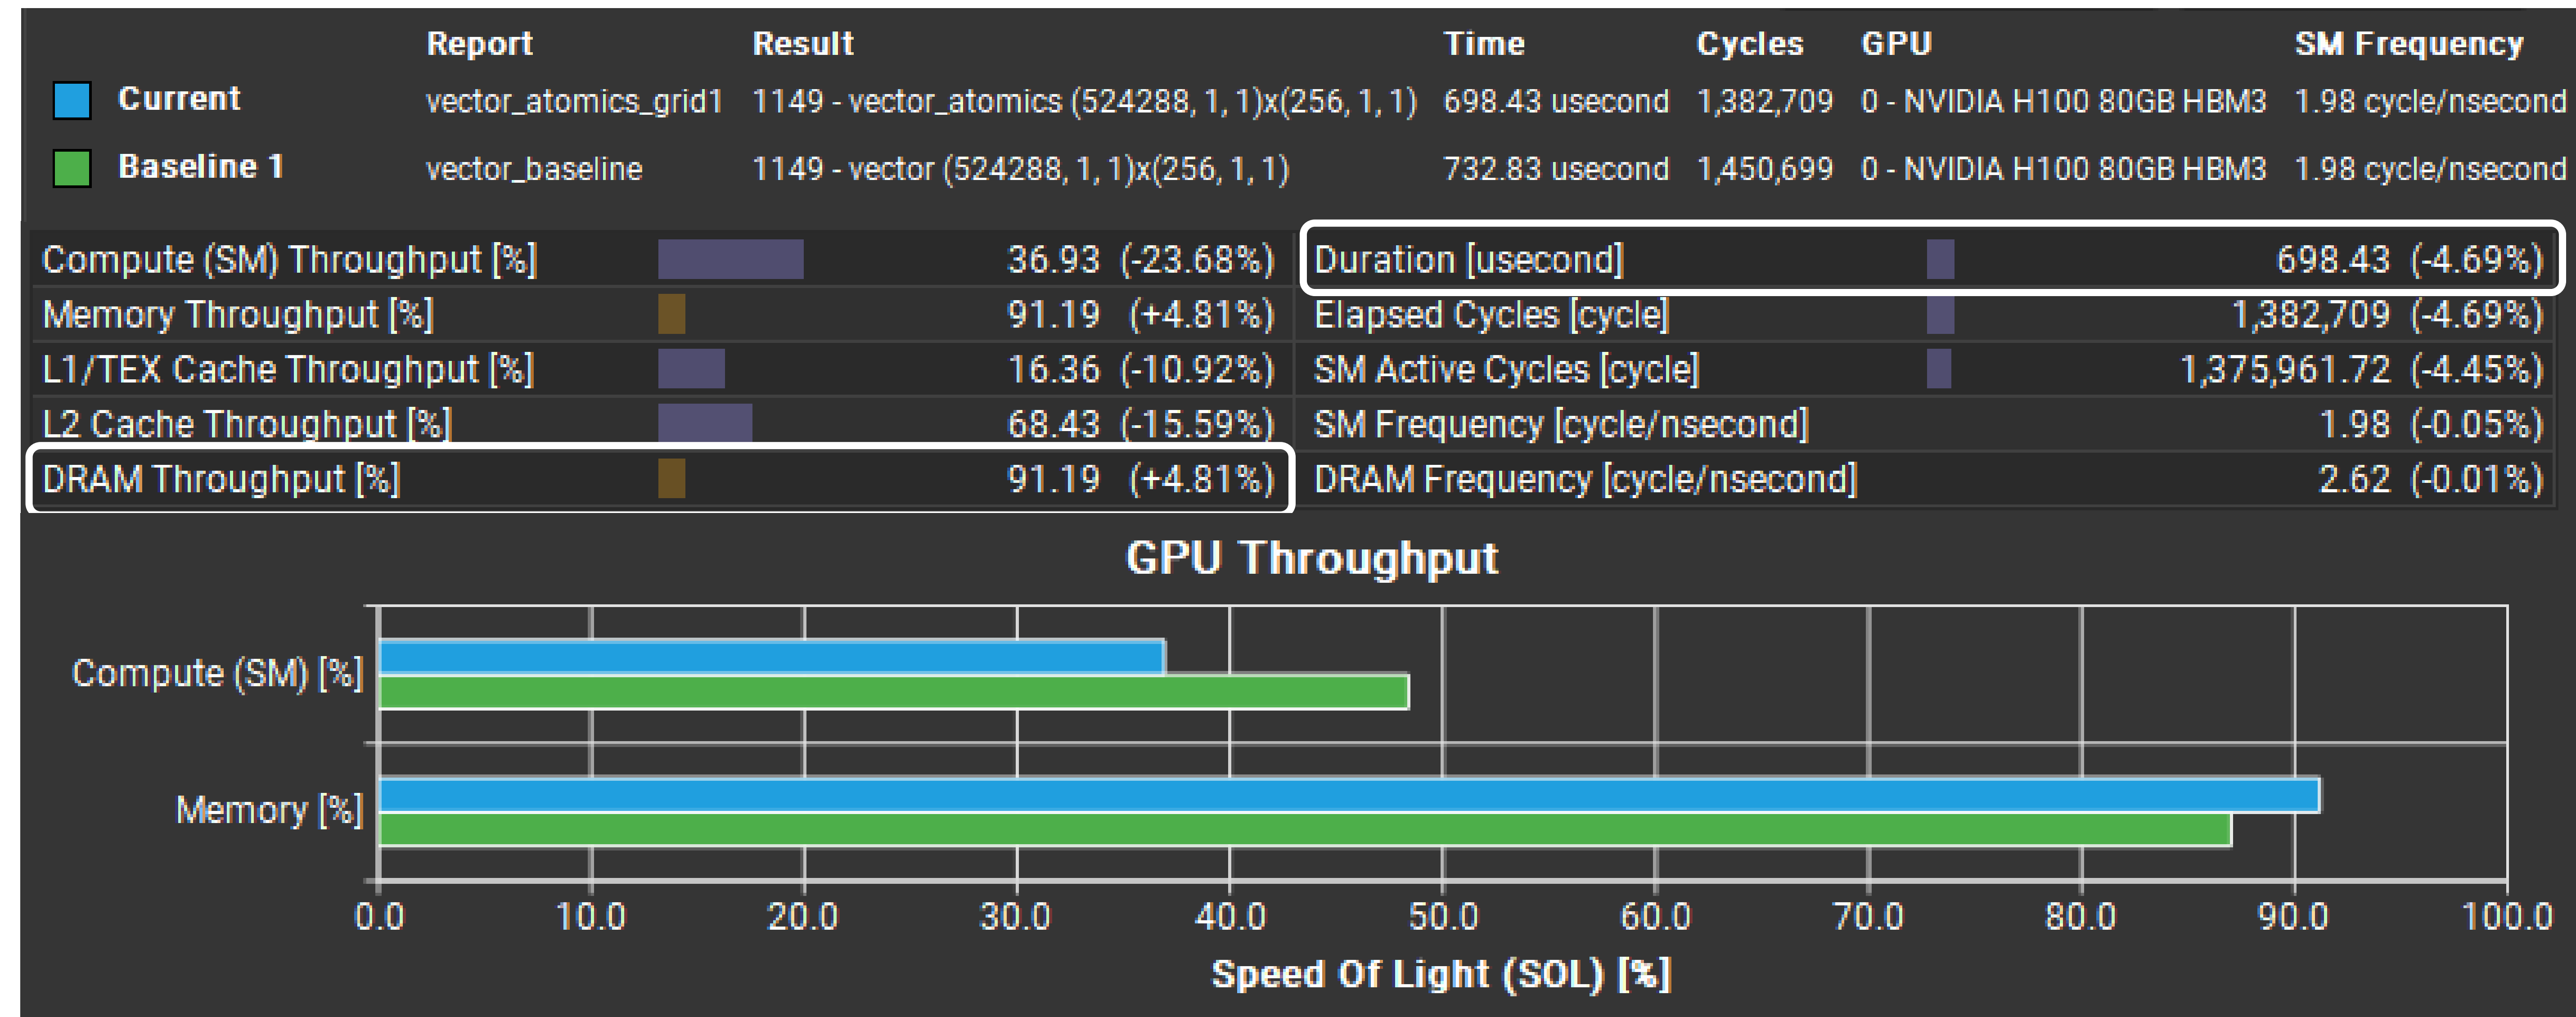 Report Result Time Cycles GPU SM Frequency
Current vector_atomics_grid1 1149 - vector_atomics (524288, 1, 1)x(256, 1, 1) 698.43 usecond 1,382,709 0 - NVIDIA H100 80GB HBM3 1.98 cycle/nsecond
Baseline 1 vector_baseline 1149 - vector (524288, 1, 1)x(256, 1, 1) 732.83 usecond 1,450,699 0 - NVIDIA H100 80GB HBM3 1.98 cycle/nsecond
Compute (SM) Throughput [%] 36.93 (-23.68%) Duration [usecond] 698.43 (-4.69%)
Memory Throughput [%] 91.19 (+4.81%) Elapsed Cycles [cycle] 1,382,709 (-4.69%)
L1/TEX Cache Throughput [%] 16.36 (-10.92%) SM Active Cycles [cycle] 1,375,961.72 (-4.45%)
L2 Cache Throughput [%] 68.43 (-15.59%) SM Frequency [cycle/nsecond] 1.98 (-0.05%)
DRAM Throughput [%] 91.19 (+4.81%) DRAM Frequency [cycle/nsecond] 2.62 (-0.01%)
GPU Throughput
Compute (SM) [%]
Memory [%]
0.0 10.0 20.0 30.0 40.0 50.0 60.0 70.0 80.0 90.0 100.0
Speed Of Light (SOL) [%]